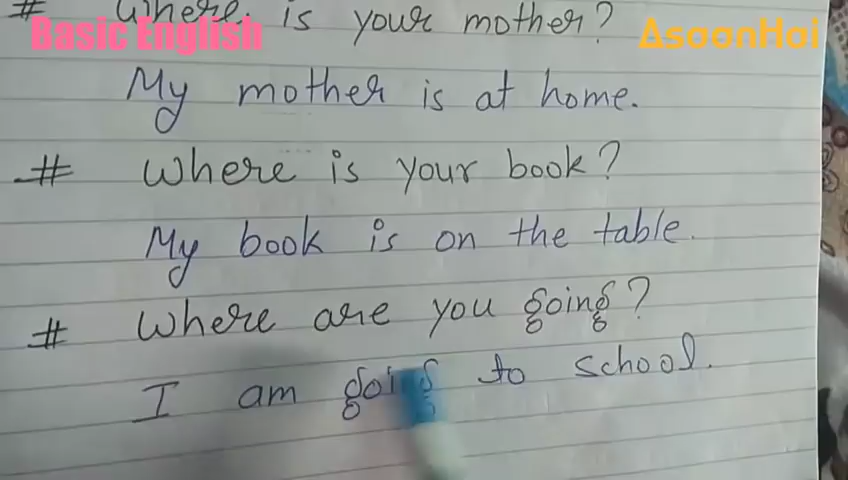 # Where is your mother?
Basic English
AsaanHai
My mother is at home.
# Where is your book?
My book is on the table.
# Where are you going?
I am going to school.